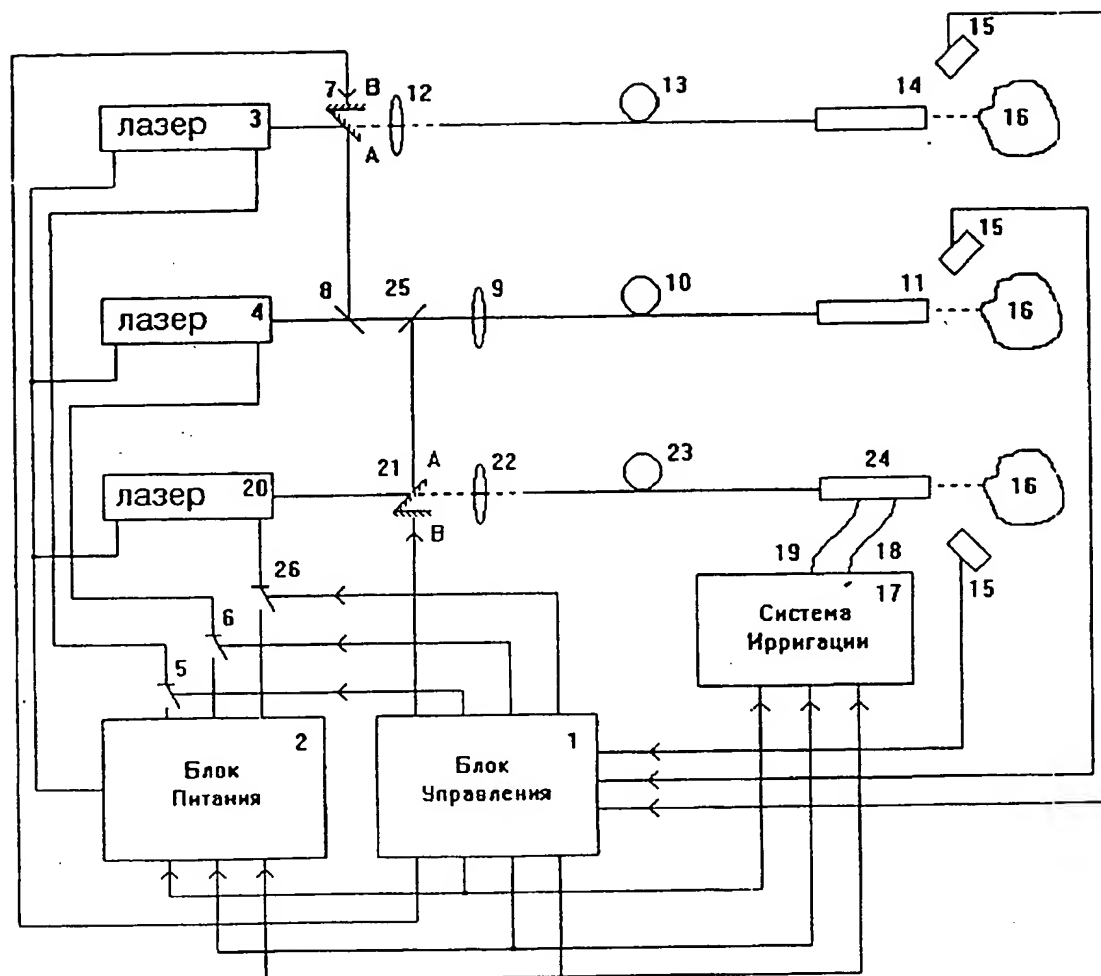 15
7 B 12 13 14
лазер 3 16
A
15
8 25 9 10 11
лазер 4 16
21 A 22 23 24
лазер 20 16
B
26 19 18 15
6 17
Система
Ирригации
5
2 1
Блок
Питания
Блок
Управления